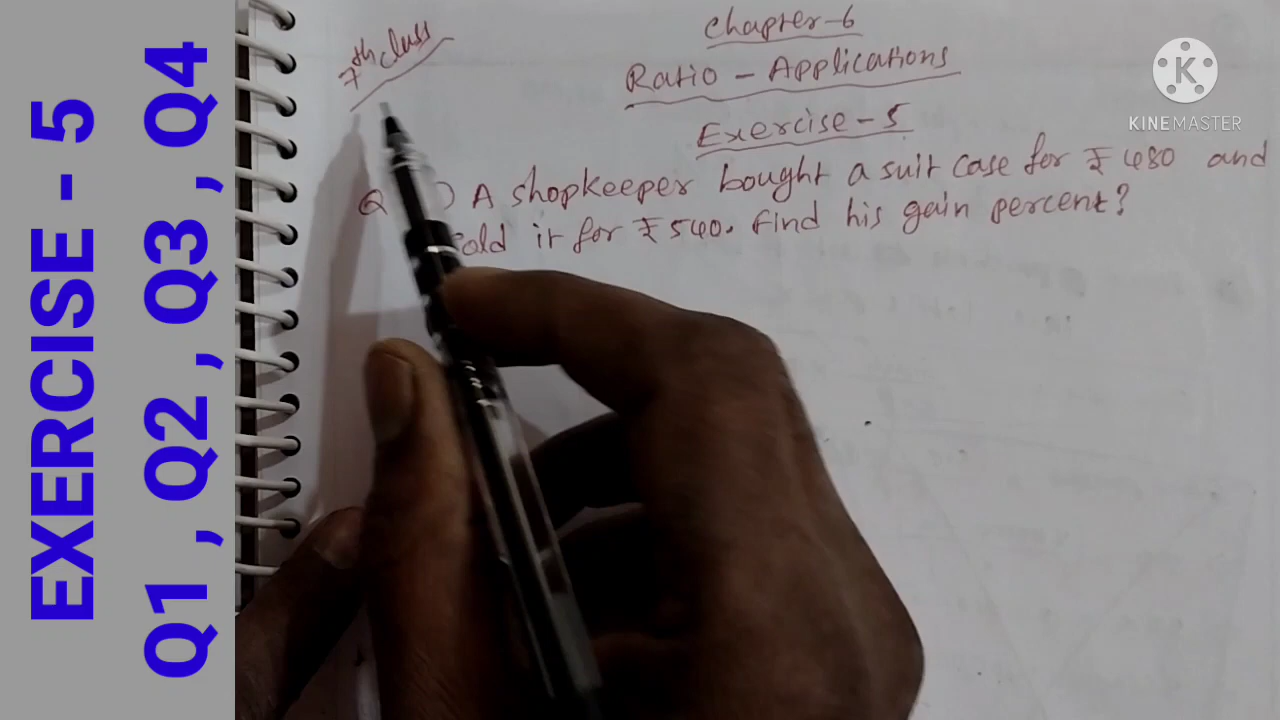 EXERCISE - 5
Q1 , Q2 , Q3 , Q4
7th class
Chapter-6
Ratio - Applications
Exercise - 5
Q ) A shopkeeper bought a suit case for ₹ 480 and
sold it for ₹ 540. Find his gain percent?
K
KINEMASTER